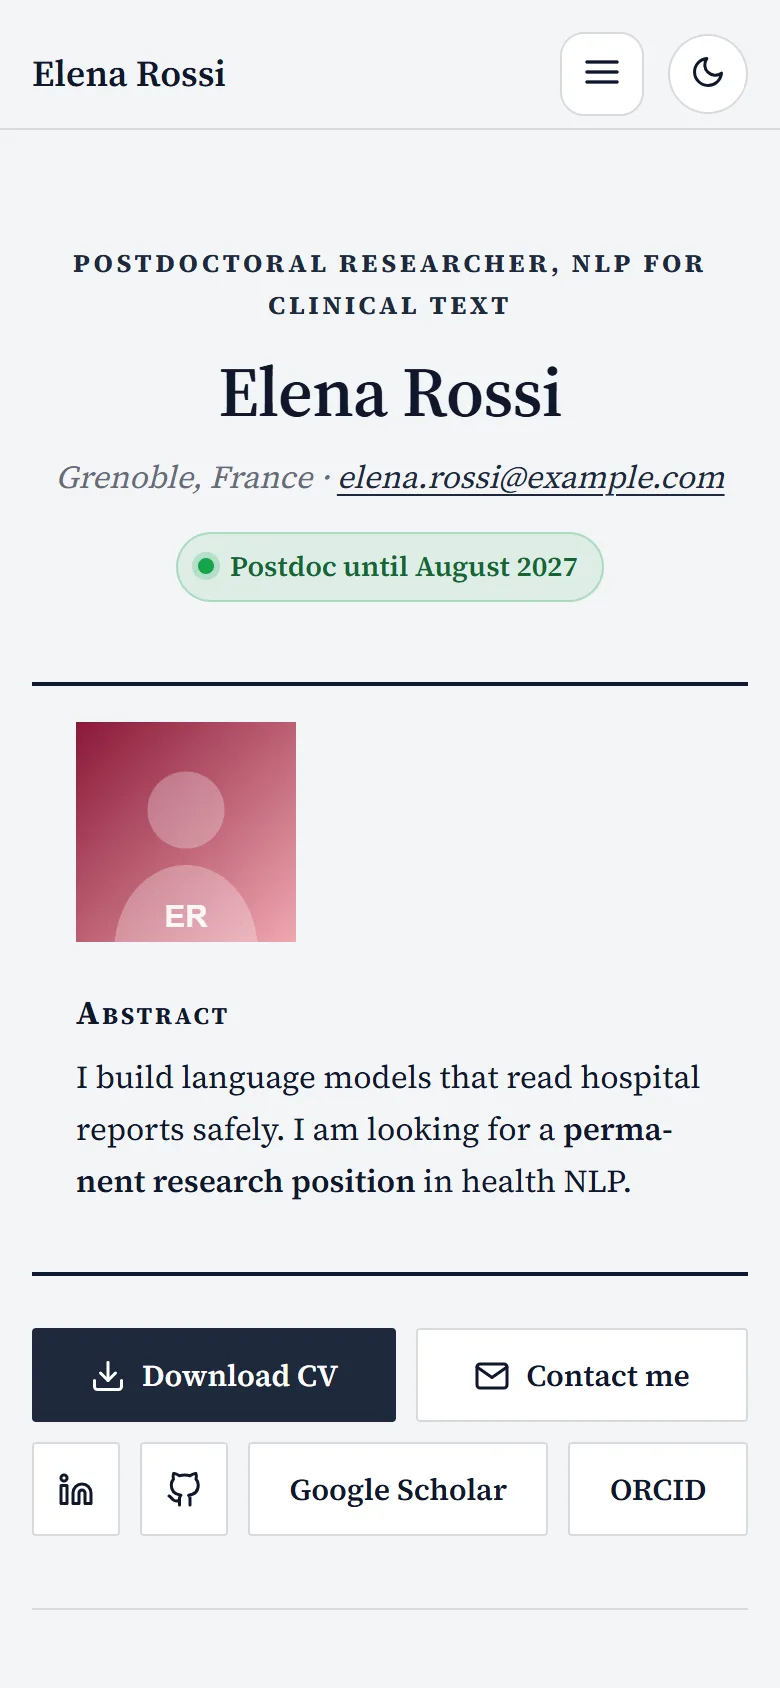 Elena Rossi
POSTDOCTORAL RESEARCHER, NLP FOR
CLINICAL TEXT
Elena Rossi
Grenoble, France · elena.rossi@example.com
Postdoc until August 2027
ER
Abstract
I build language models that read hospital
reports safely. I am looking for a perma-
nent research position in health NLP.
Download CV
Contact me
in
Google Scholar
ORCID